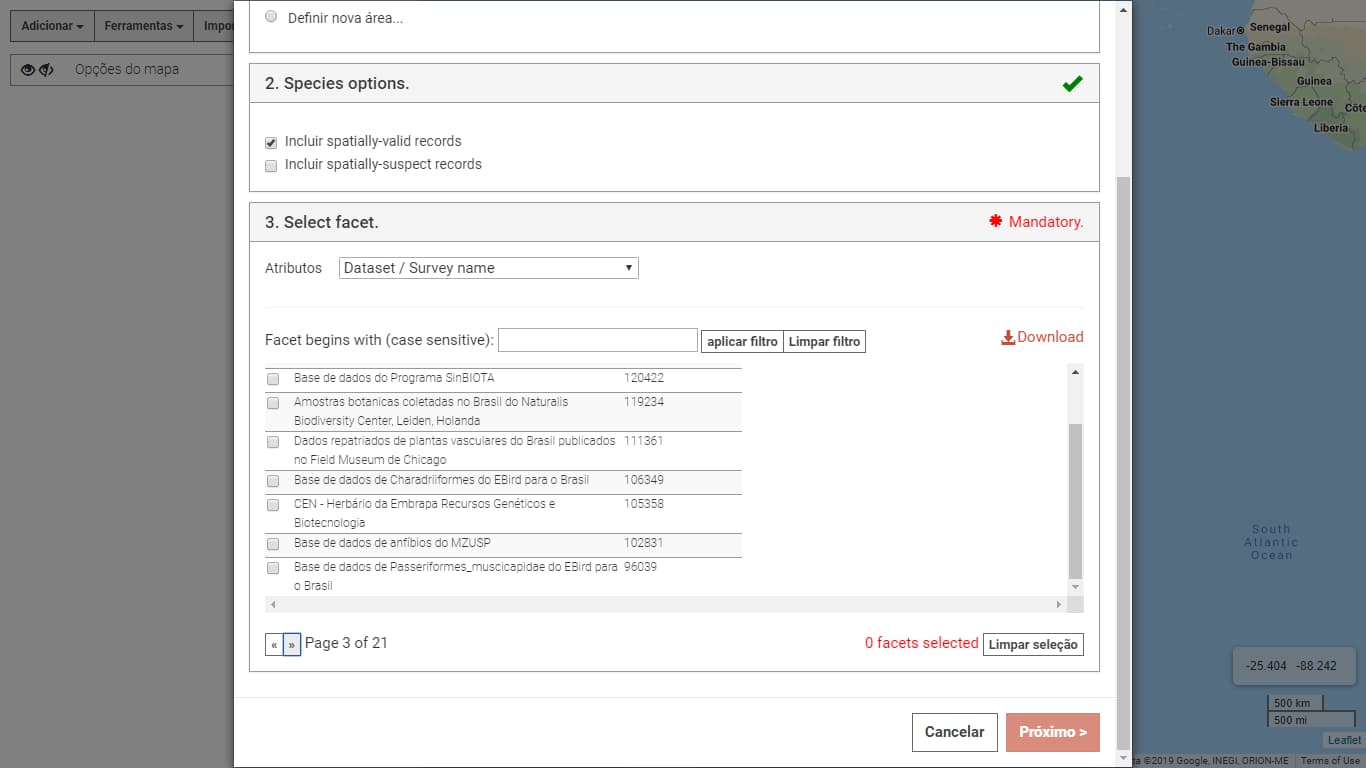 Adicionar
Ferramentas
Impor
Opções do mapa
Definir nova área...
2. Species options.
Incluir spatially-valid records
Incluir spatially-suspect records
3. Select facet.
Mandatory.
Atributos
Dataset / Survey name
Facet begins with (case sensitive):
aplicar filtro
Limpar filtro
Download
Base de dados do Programa SinBIOTA 120422
Amostras botanicas coletadas no Brasil do Naturalis 119234
Biodiversity Center, Leiden, Holanda
Dados repatriados de plantas vasculares do Brasil publicados 111361
no Field Museum de Chicago
Base de dados de Charadriiformes do EBird para o Brasil 106349
CEN - Herbário da Embrapa Recursos Genéticos e 105358
Biotecnologia
Base de dados de anfíbios do MZUSP 102831
Base de dados de Passeriformes_muscicapidae do EBird para 96039
o Brasil
« » Page 3 of 21
0 facets selected
Limpar seleção
Cancelar
Próximo >
Dakar
Senegal
The Gambia
Guinea-Bissau
Guinea
Sierra Leone
Côte
Liberia
South
Atlantic
Ocean
-25.404 -88.242
500 km
500 mi
Leaflet
ta ©2019 Google, INEGI, ORION-ME
Terms of Use